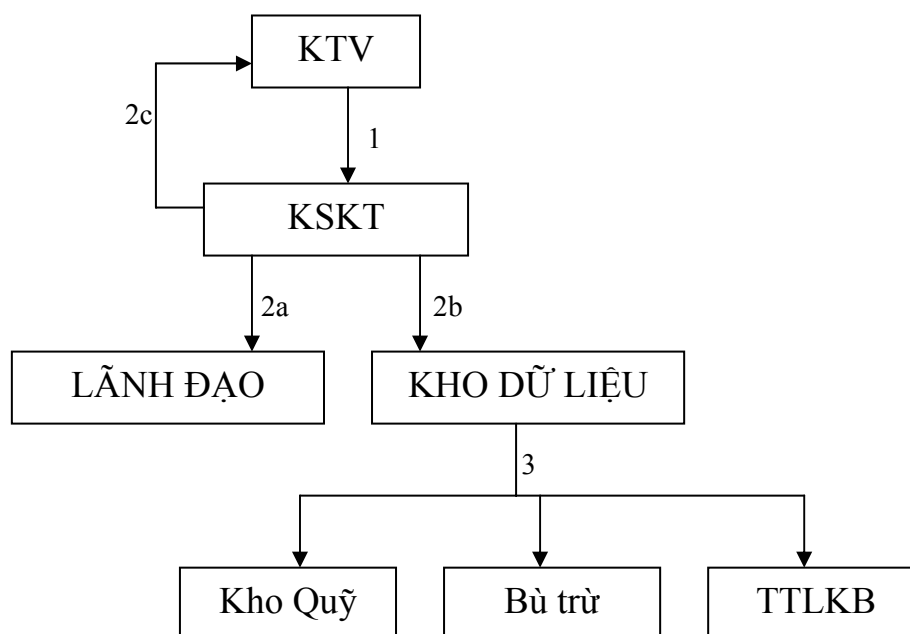 KTV
2c
1
KSKT
2a
2b
LÃNH ĐẠO
KHO DỮ LIỆU
3
Kho Quỹ
Bù trừ
TTLKB